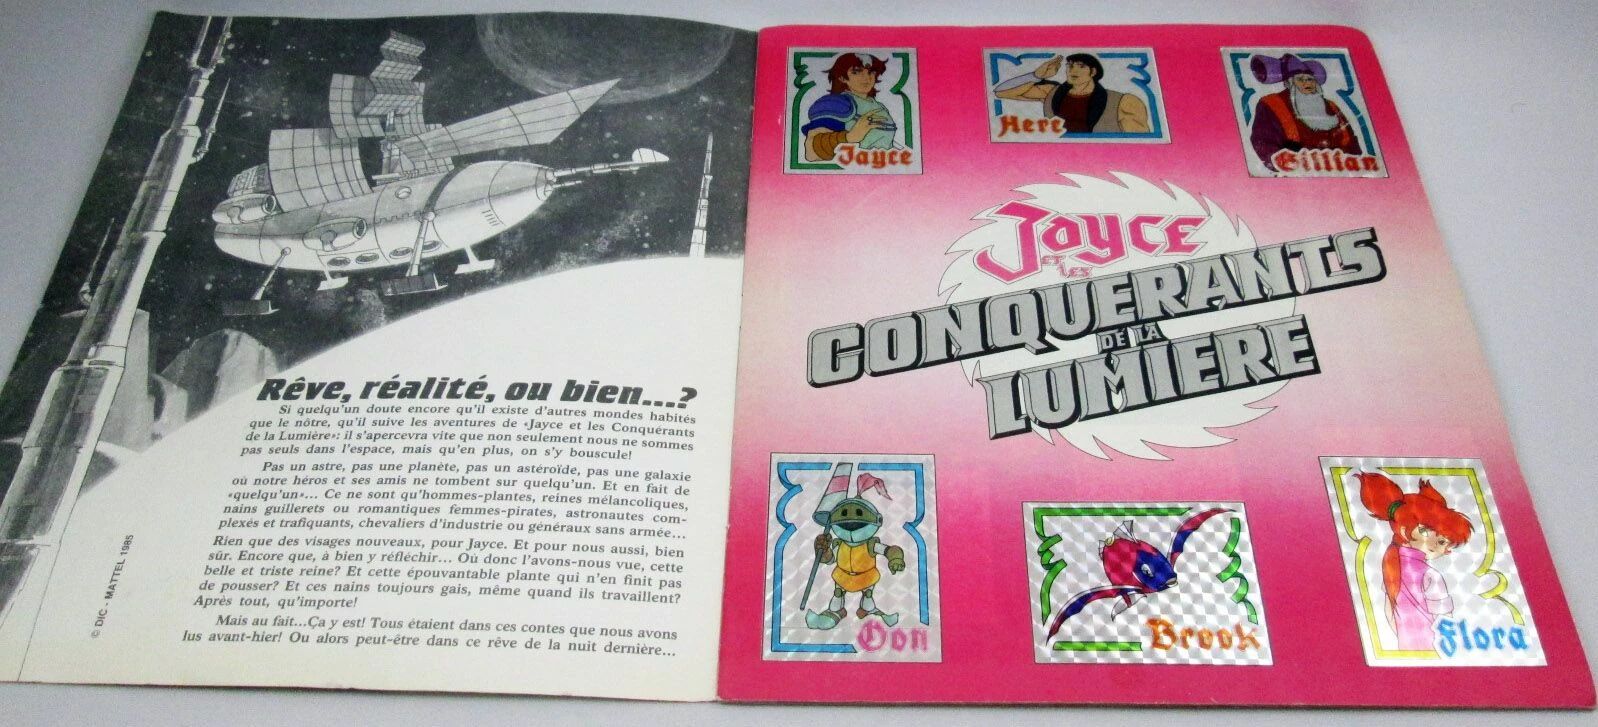 Rêve, réalité, ou bien...?
Si quelqu'un doute encore qu'il existe d'autres mondes habités
que le nôtre, qu'il suive les aventures de «Jayce et les Conquérants
de la Lumière»: il s'apercevra vite que non seulement nous ne sommes
pas seuls dans l'espace, mais qu'en plus, on s'y bouscule!
Pas un astre, pas une planète, pas un astéroïde, pas une galaxie
où notre héros et ses amis ne tombent sur quelqu'un. Et en fait de
«quelqu'un»... Ce ne sont qu'hommes-plantes, reines mélancoliques,
nains guillerets ou romantiques femmes-pirates, astronautes com-
plexés et trafiquants, chevaliers d'industrie ou généraux sans armée...
Rien que des visages nouveaux, pour Jayce. Et pour nous aussi, bien
sûr. Encore que, à bien y réfléchir... Où donc l'avons-nous vue, cette
belle et triste reine? Et cette épouvantable plante qui n'en finit pas
de pousser? Et ces nains toujours gais, même quand ils travaillent?
Après tout, qu'importe!
Mais au fait...Ça y est! Tous étaient dans ces contes que nous avons
lus avant-hier! Ou alors peut-être dans ce rêve de la nuit dernière...
© DIC - MATTEL 1985
Jayce
Herc
Gillian
Jayce
ET
les
CONQUERANTS
DÉ LA
LUMIERE
Oon
Brook
Flora